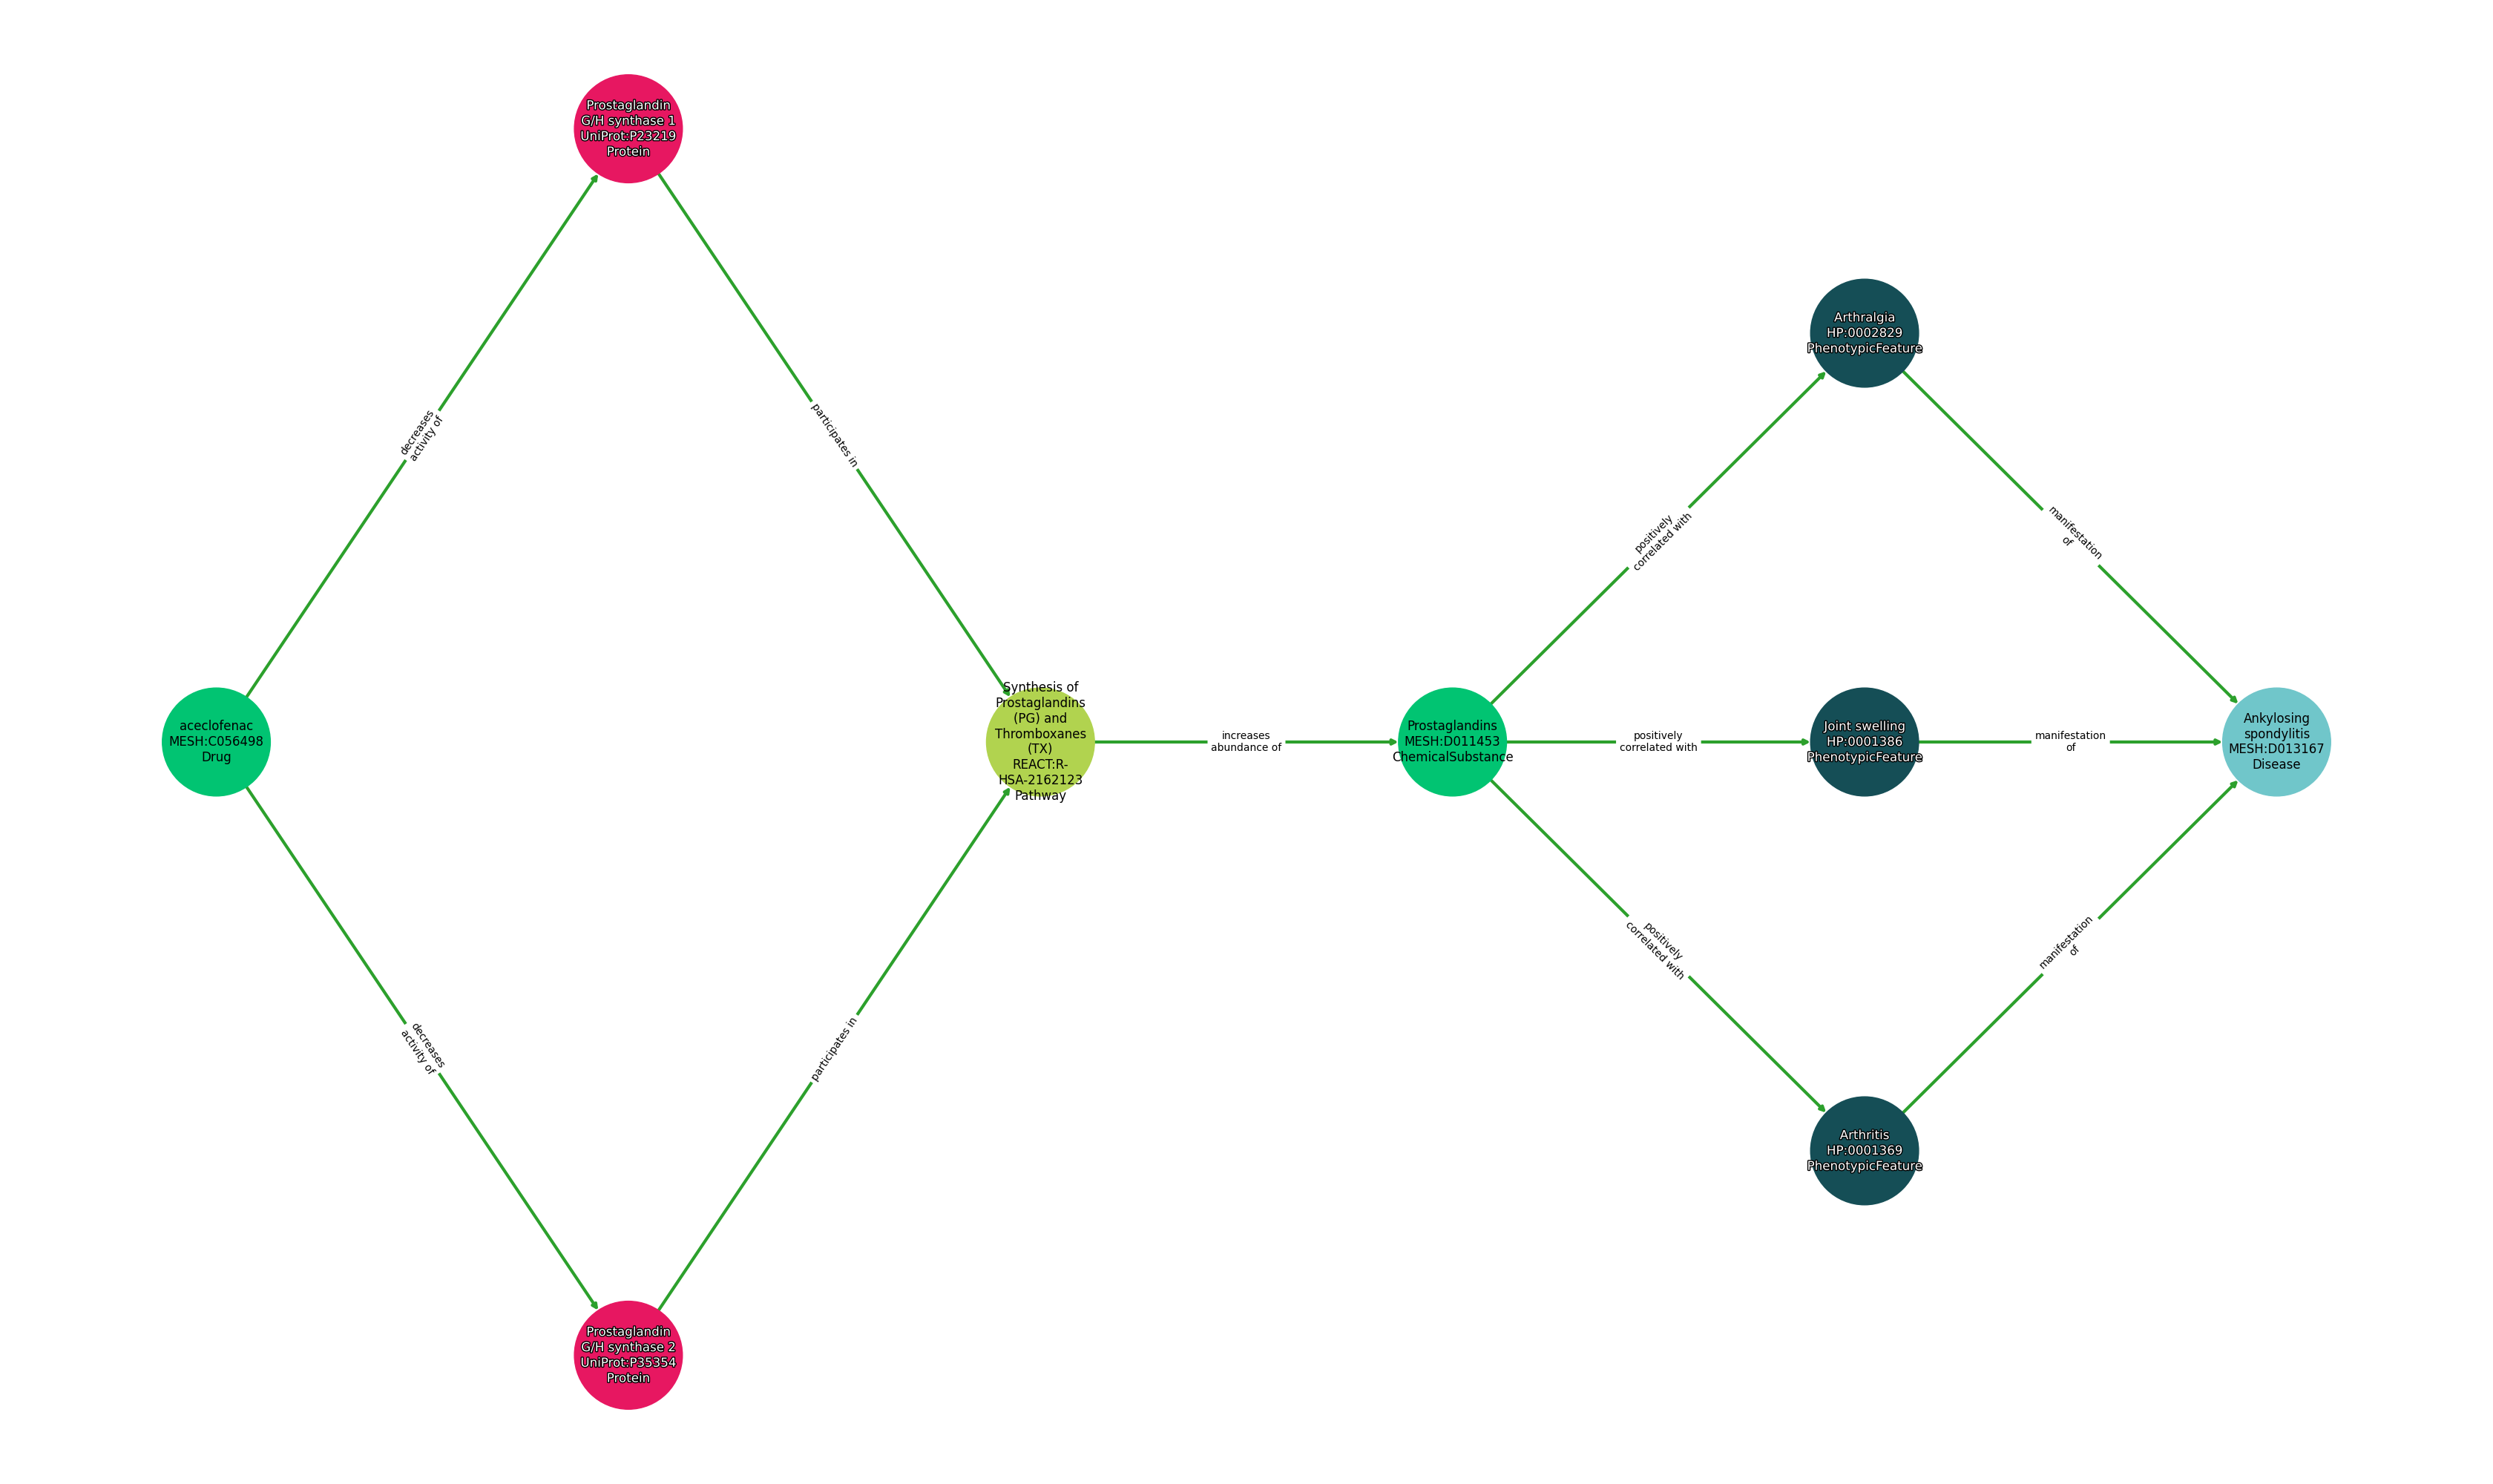 Prostaglandin
G/H synthase 1
UniProt:P23219
Protein
Arthralgia
HP:0002829
PhenotypicFeature
decreases
activity of
participates in
positively
correlated with
manifestation
of
aceclofenac
MESH:C056498
Drug
Synthesis of
Prostaglandins
(PG) and
Thromboxanes
(TX)
REACT:R-
HSA-2162123
Pathway
increases
abundance of
Prostaglandins
MESH:D011453
ChemicalSubstance
positively
correlated with
Joint swelling
HP:0001386
PhenotypicFeature
manifestation
of
Ankylosing
spondylitis
MESH:D013167
Disease
decreases
activity of
participates in
positively
correlated with
manifestation
of
Arthritis
HP:0001369
PhenotypicFeature
Prostaglandin
G/H synthase 2
UniProt:P35354
Protein